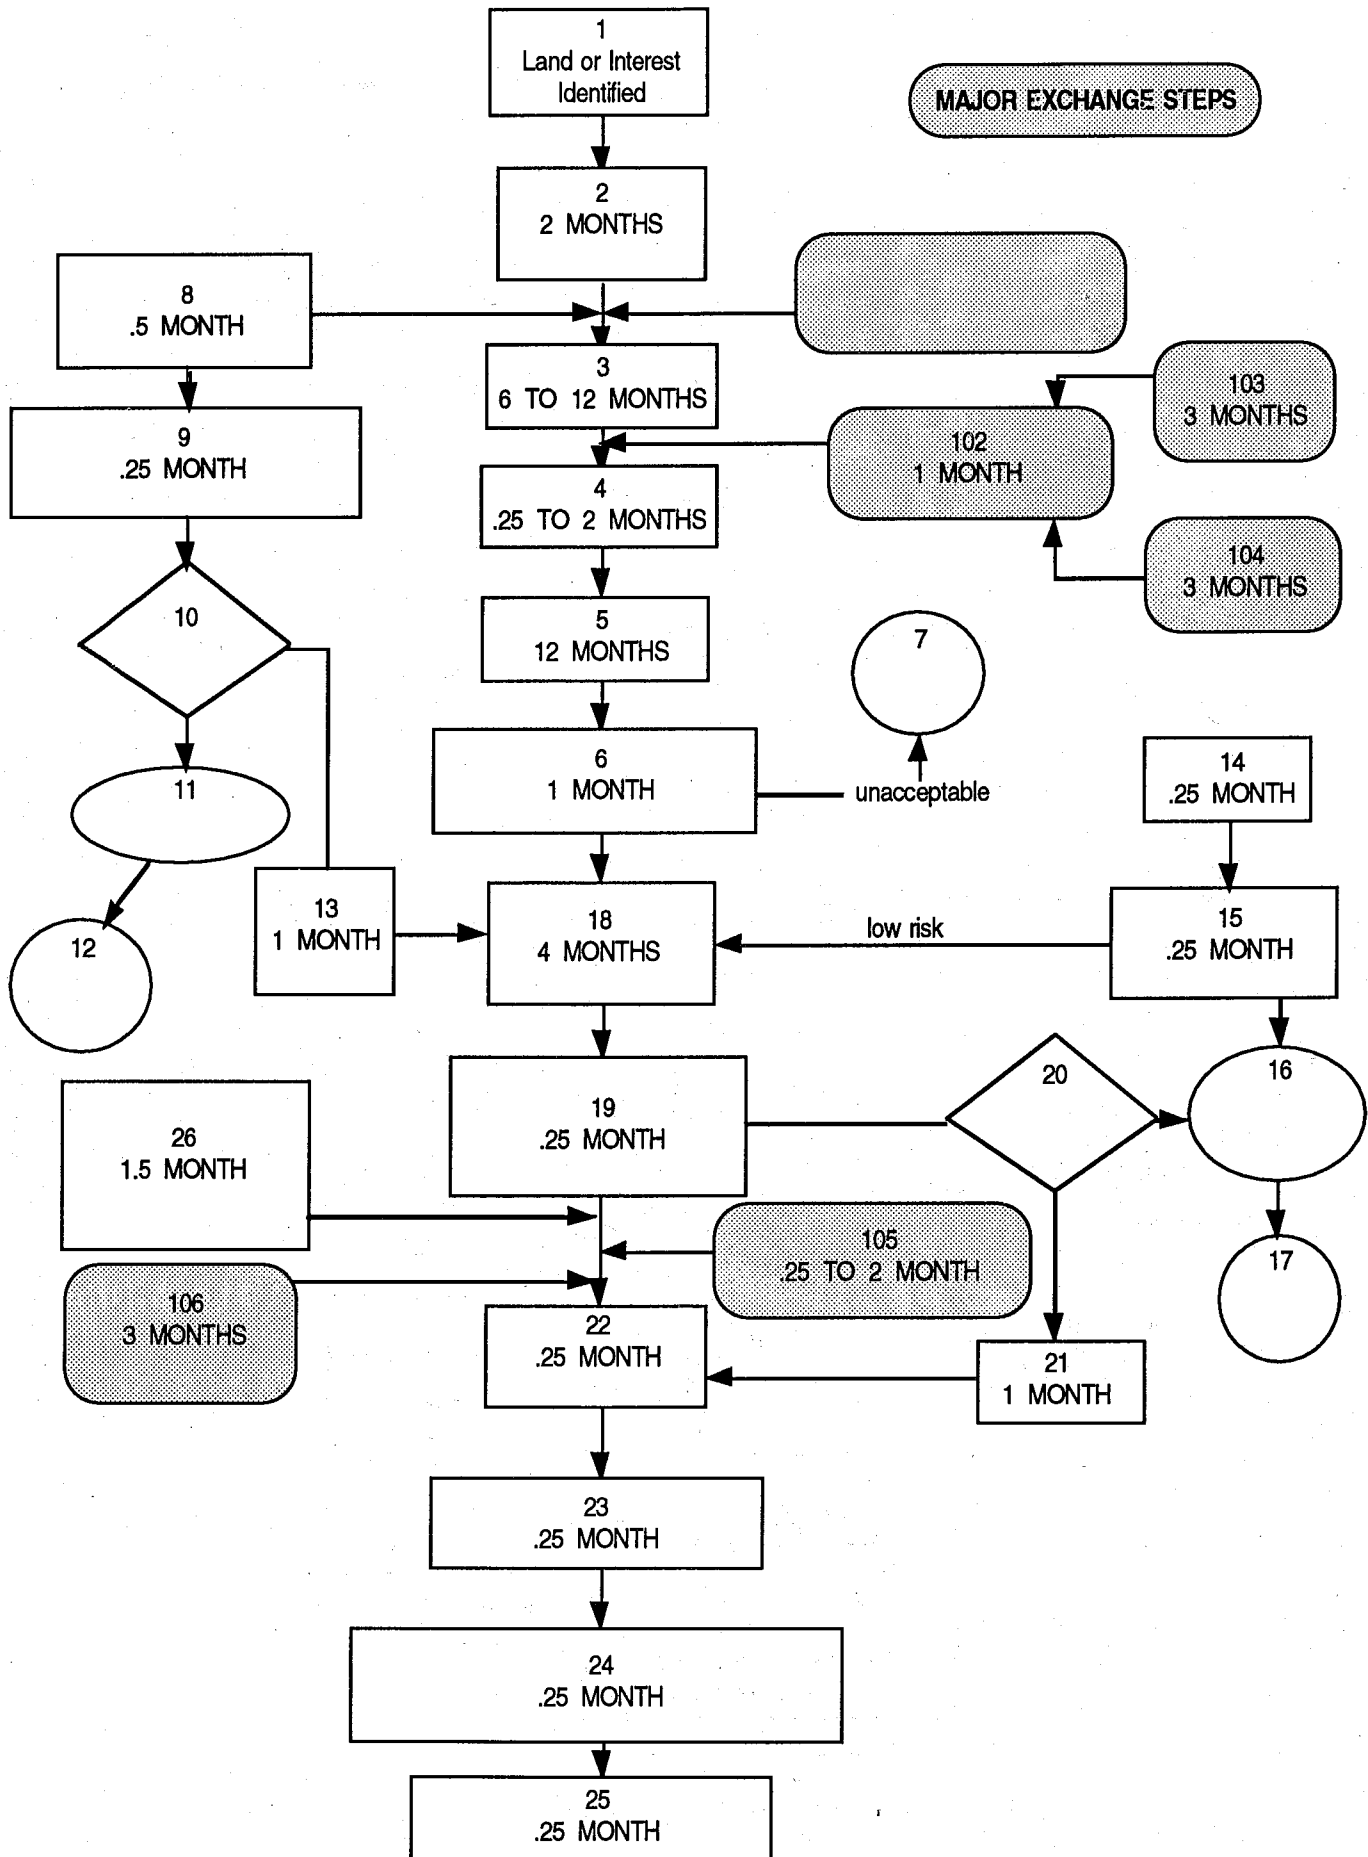 1
Land or Interest
Identified
MAJOR EXCHANGE STEPS
2
2 MONTHS
8
.5 MONTH
3
6 TO 12 MONTHS
103
3 MONTHS
9
.25 MONTH
102
1 MONTH
4
.25 TO 2 MONTHS
104
3 MONTHS
10
5
12 MONTHS
7
6
1 MONTH
unacceptable
14
.25 MONTH
11
13
1 MONTH
18
4 MONTHS
low risk
15
.25 MONTH
12
20
16
19
.25 MONTH
26
1.5 MONTH
105
.25 TO 2 MONTH
17
106
3 MONTHS
22
.25 MONTH
21
1 MONTH
23
.25 MONTH
24
.25 MONTH
25
.25 MONTH